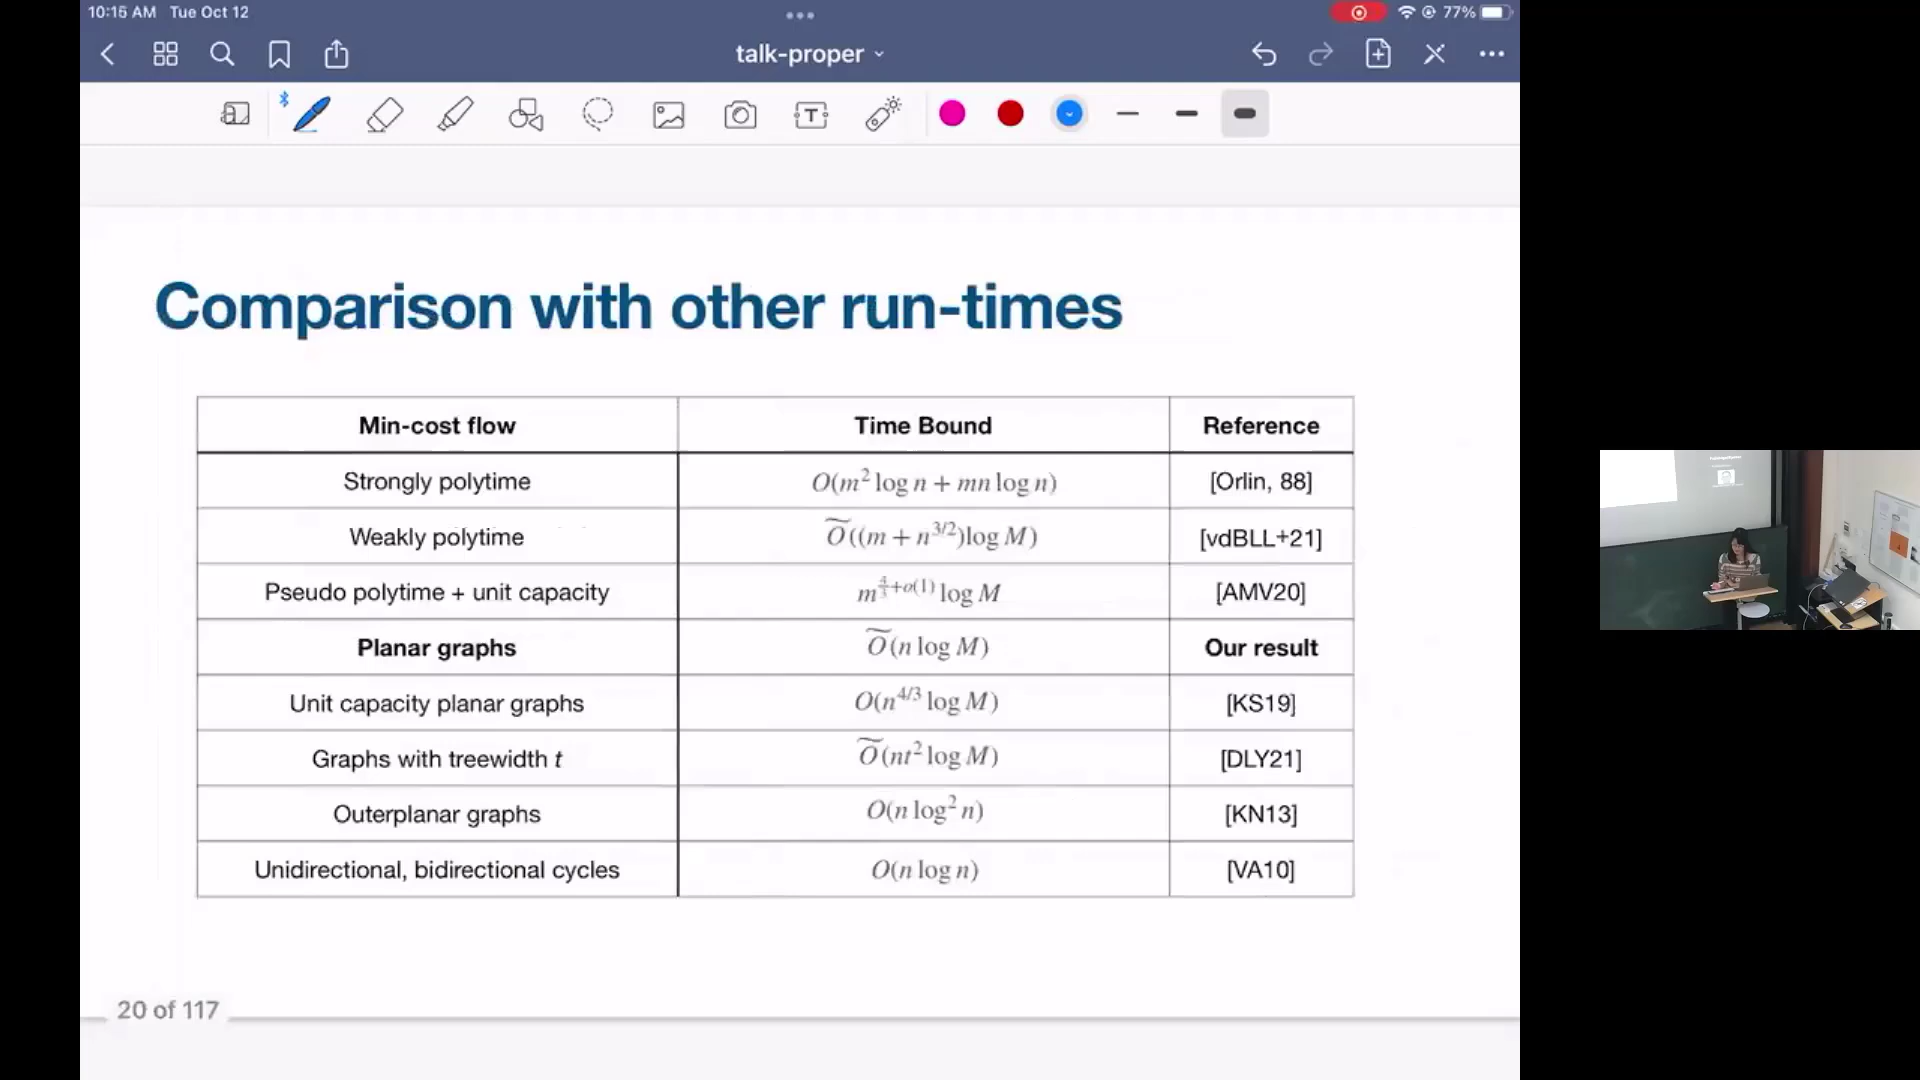 10:15 AM Tue Oct 12
77%
talk-proper
Comparison with other run-times
Min-cost flow Time Bound Reference
Strongly polytime O(m² log n + mn log n) [Orlin, 88]
Weakly polytime Õ((m + n^{3/2})log M) [vdBLL+21]
Pseudo polytime + unit capacity m^{4/3+o(1)} log M [AMV20]
Planar graphs Õ(n log M) Our result
Unit capacity planar graphs O(n^{4/3} log M) [KS19]
Graphs with treewidth t Õ(nt² log M) [DLY21]
Outerplanar graphs O(n log² n) [KN13]
Unidirectional, bidirectional cycles O(n log n) [VA10]
20 of 117